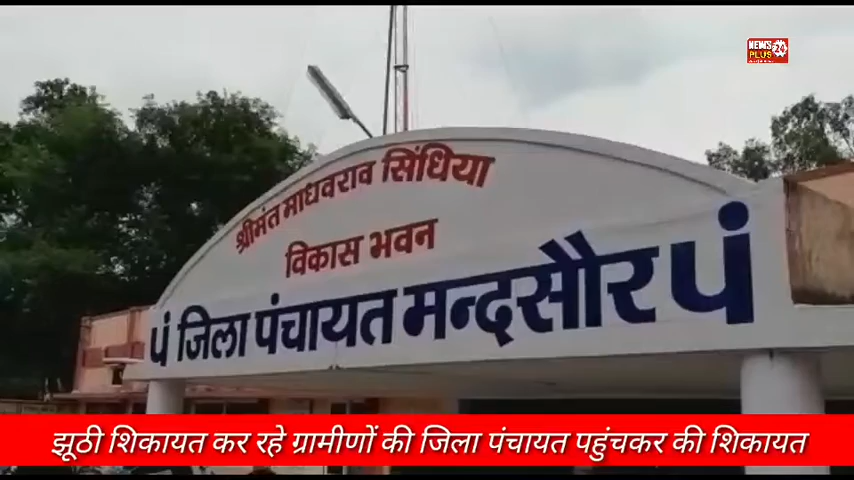 NEWS
PLUS 24
श्रीमंत माधवराव सिंधिया
विकास भवन
पं जिला पंचायत मन्दसौर पं
झूठी शिकायत कर रहे ग्रामीणों की जिला पंचायत पहुंचकर की शिकायत